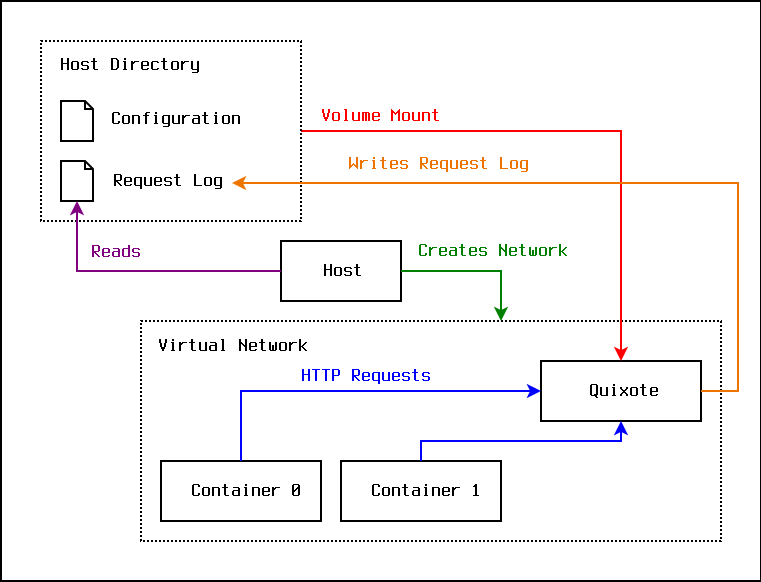 Host Directory
Configuration
Volume Mount
Writes Request Log
Request Log
Reads
Creates Network
Host
Virtual Network
HTTP Requests
Quixote
Container 0
Container 1